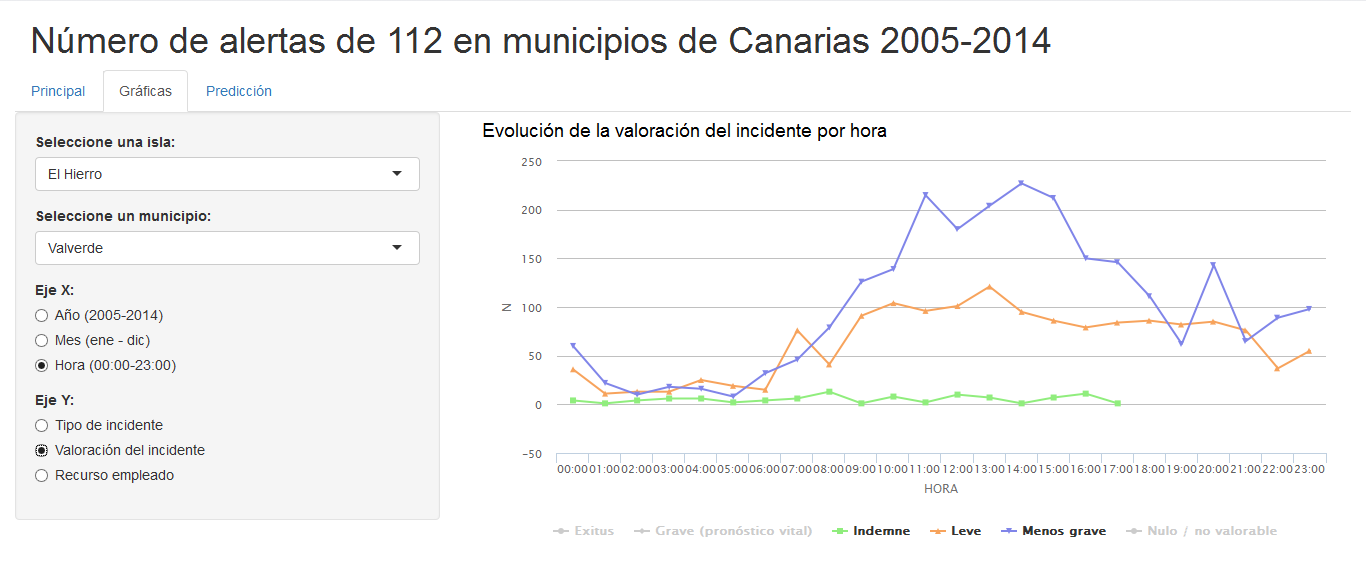 Número de alertas de 112 en municipios de Canarias 2005-2014
Principal Gráficas Predicción
Seleccione una isla:
El Hierro
Seleccione un municipio:
Valverde
Eje X:
Año (2005-2014)
Mes (ene - dic)
Hora (00:00-23:00)
Eje Y:
Tipo de incidente
Valoración del incidente
Recurso empleado
Evolución de la valoración del incidente por hora
250
200
150
100
50
0
-50
N
00:00 01:00 02:00 03:00 04:00 05:00 06:00 07:00 08:00 09:00 10:00 11:00 12:00 13:00 14:00 15:00 16:00 17:00 18:00 19:00 20:00 21:00 22:00 23:00
HORA
Exitus Grave (pronóstico vital) Indemne Leve Menos grave Nulo / no valorable